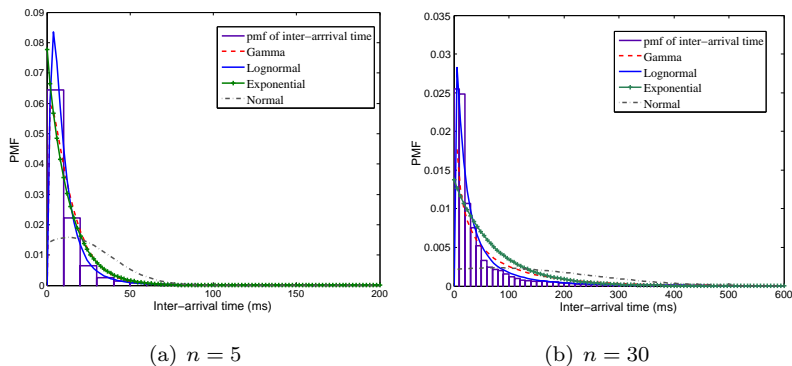 0.09
0.08
0.07
0.06
0.05
0.04
0.03
0.02
0.01
0
PMF
0 50 100 150 200
Inter−arrival time (ms)
pmf of inter−arrrival time
Gamma
Lognormal
Exponential
Normal
(a) n = 5
0.035
0.03
0.025
0.02
0.015
0.01
0.005
0
PMF
0 100 200 300 400 500 600
Inter−arrival time (ms)
pmf of inter−arrival time
Gamma
Lognormal
Exponential
Normal
(b) n = 30